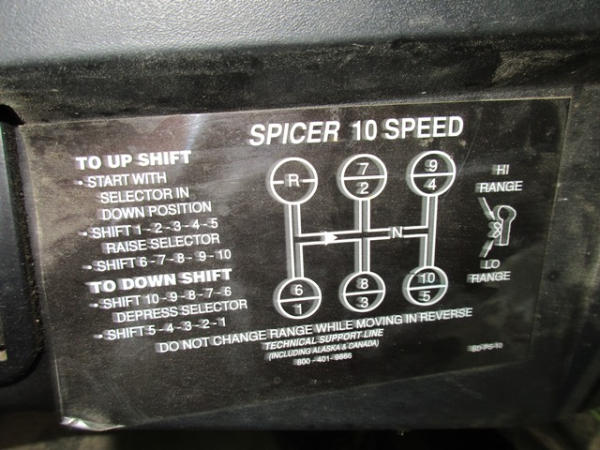 SPICER 10 SPEED
TO UP SHIFT
• START WITH
SELECTOR IN
DOWN POSITION
• SHIFT 1-2-3-4-5
RAISE SELECTOR
• SHIFT 6-7-8-9-10
TO DOWN SHIFT
• SHIFT 10-9-8-7-6
DEPRESS SELECTOR
• SHIFT 5-4-3-2-1
R
7
2
9
4
N
6
1
8
3
10
5
HI
RANGE
LO
RANGE
DO NOT CHANGE RANGE WHILE MOVING IN REVERSE
TECHNICAL SUPPORT LINE
(INCLUDING ALASKA & CANADA)
800-401-9866